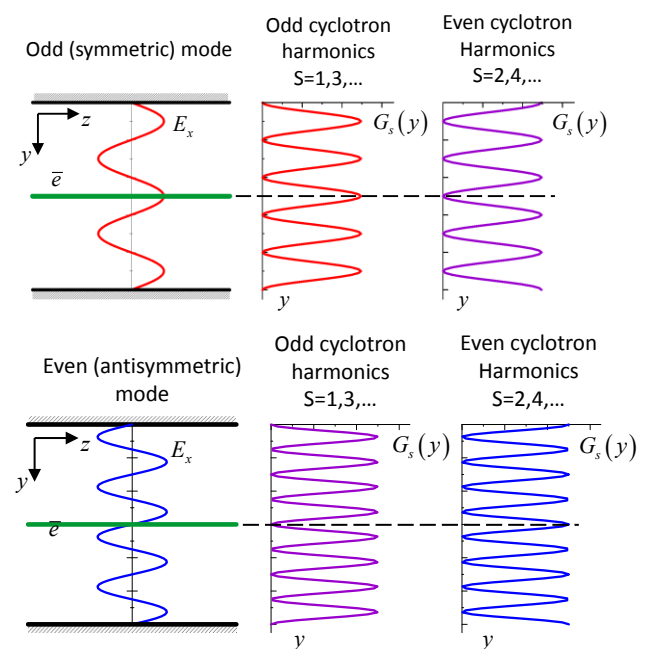 Odd (symmetric) mode
Odd cyclotron
harmonics
S=1,3,...
Even cyclotron
Harmonics
S=2,4,...
z
y
E_x
e̅
G_s(y)
y
G_s(y)
y
Even (antisymmetric)
mode
Odd cyclotron
harmonics
S=1,3,...
Even cyclotron
Harmonics
S=2,4,...
z
y
E_x
e̅
G_s(y)
y
G_s(y)
y